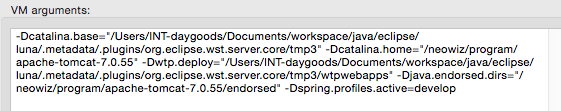 VM arguments:
-Dcatalina.base="/Users/INT-daygoods/Documents/workspace/java/eclipse/
luna/.metadata/.plugins/org.eclipse.wst.server.core/tmp3" -Dcatalina.home="/neowiz/program/
apache-tomcat-7.0.55" -Dwtp.deploy="/Users/INT-daygoods/Documents/workspace/java/eclipse/
luna/.metadata/.plugins/org.eclipse.wst.server.core/tmp3/wtpwebapps" -Djava.endorsed.dirs="/
neowiz/program/apache-tomcat-7.0.55/endorsed" -Dspring.profiles.active=develop